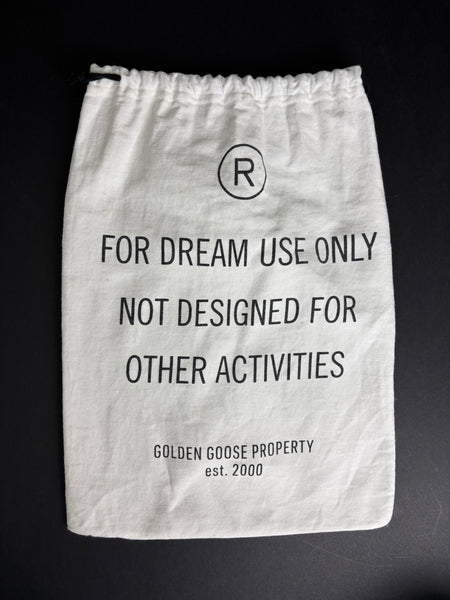 R
FOR DREAM USE ONLY
NOT DESIGNED FOR
OTHER ACTIVITIES
GOLDEN GOOSE PROPERTY
est. 2000